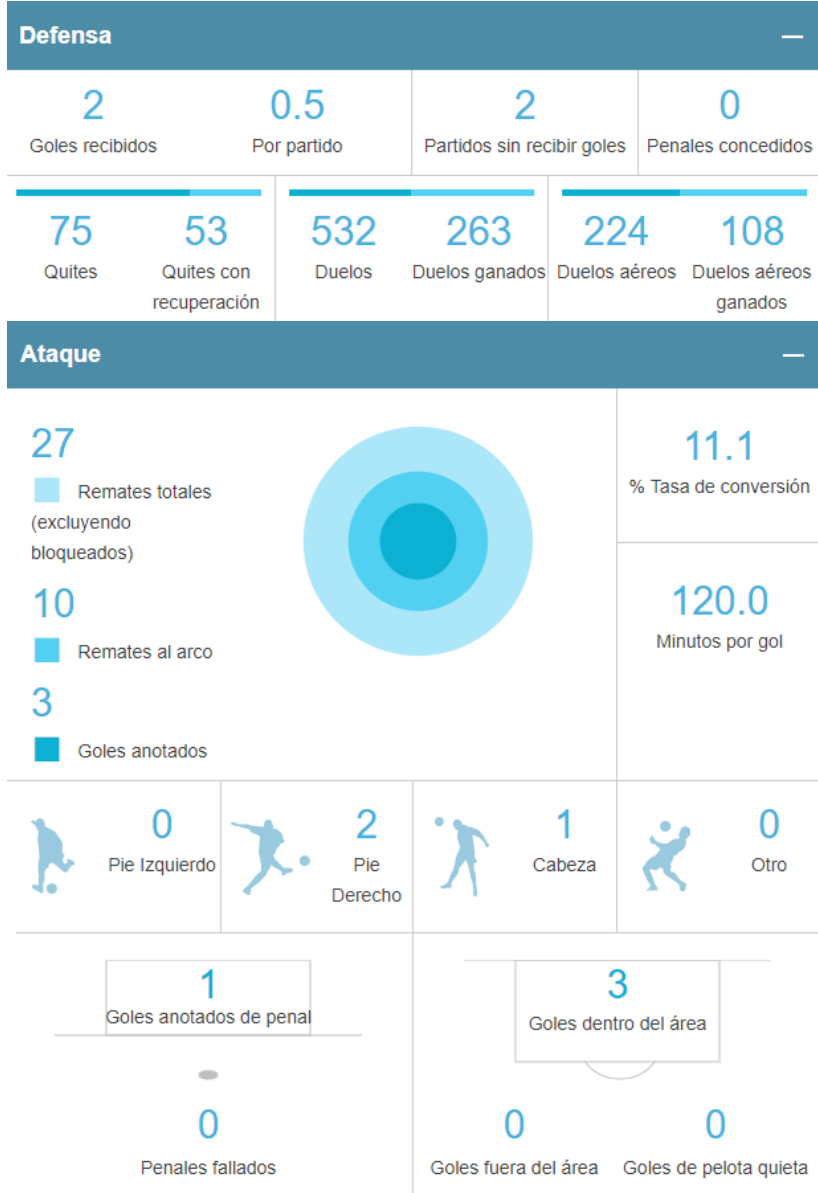 Defensa
2
Goles recibidos
0.5
Por partido
2
Partidos sin recibir goles
0
Penales concedidos
75
Quites
53
Quites con
recuperación
532
Duelos
263
Duelos ganados
224
Duelos aéreos
108
Duelos aéreos
ganados
Ataque
27
Remates totales
(excluyendo
bloqueados)
10
Remates al arco
3
Goles anotados
11.1
% Tasa de conversión
120.0
Minutos por gol
0
Pie Izquierdo
2
Pie
Derecho
1
Cabeza
0
Otro
1
Goles anotados de penal
0
Penales fallados
3
Goles dentro del área
0
Goles fuera del área
0
Goles de pelota quieta